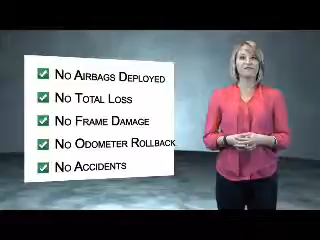 No Airbags Deployed
No Total Loss
No Frame Damage
No Odometer Rollback
No Accidents